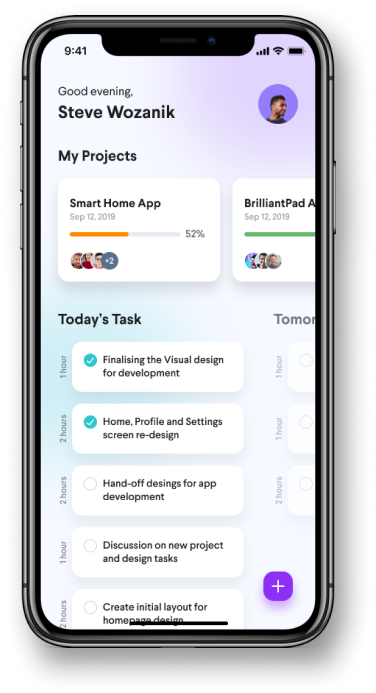 9:41
Good evening,
Steve Wozanik
My Projects
Smart Home App
Sep 12, 2019
52%
+2
BrilliantPad A
Sep 12, 2019
Today's Task
Tomor
1 hour
Finalising the Visual design
for development
1 hour
2 hours
Home, Profile and Settings
screen re-design
1 hour
2 hours
Hand-off desings for app
development
2 hours
1 hour
Discussion on new project
and design tasks
2 hours
Create initial layout for
homepage design